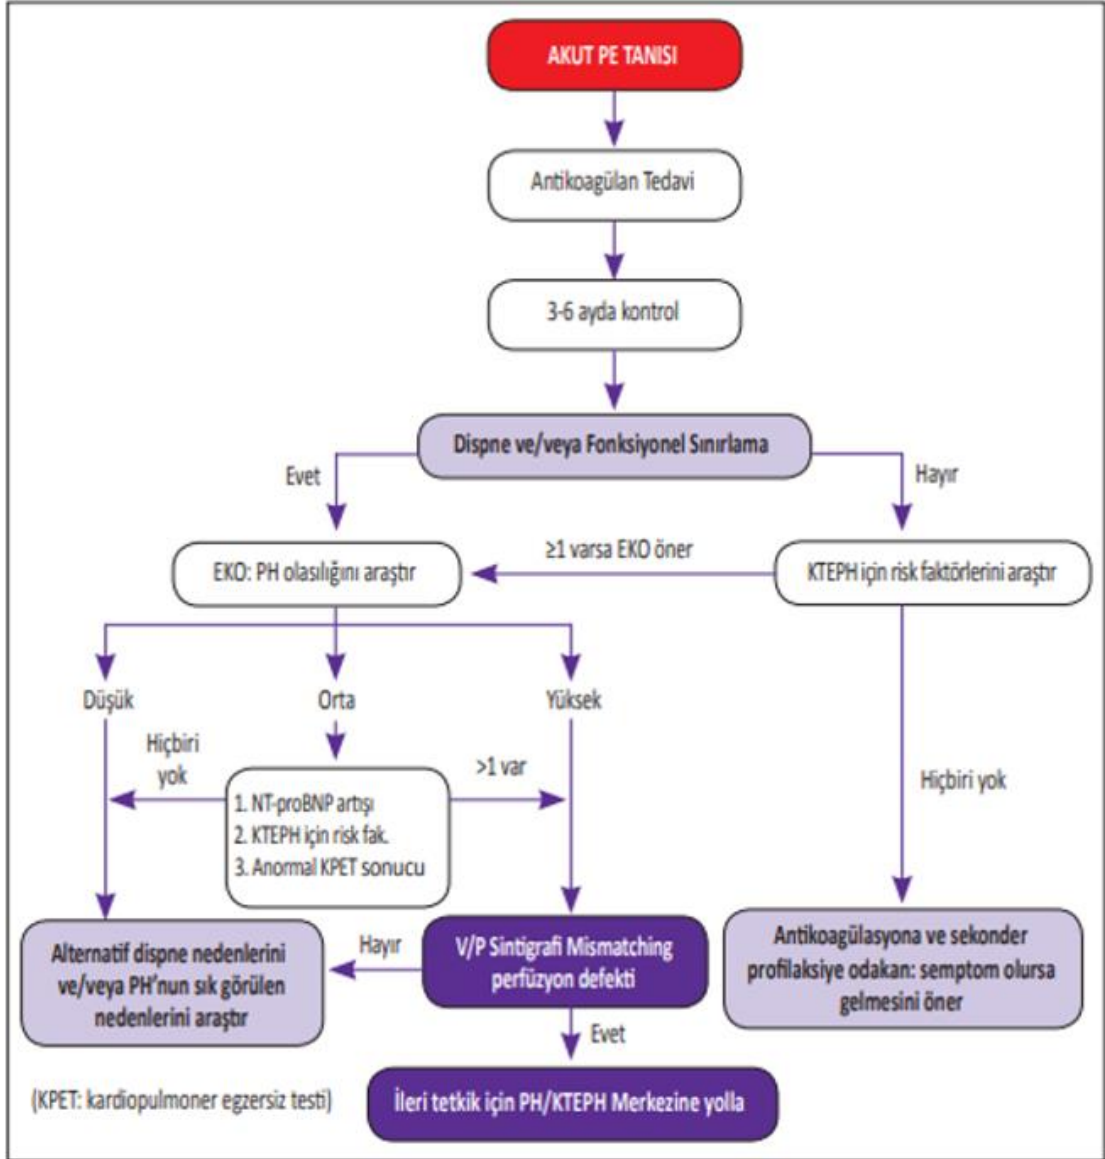 AKUT PE TANISI
Antikoagülan Tedavi
3-6 ayda kontrol
Dispne ve/veya Fonksiyonel Sınırlama
Evet
Hayır
EKO: PH olasılığını araştır
≥1 varsa EKO öner
KTEPH için risk faktörlerini araştır
Düşük
Orta
Yüksek
Hiçbiri
yok
>1 var
1. NT-proBNP artışı
2. KTEPH için risk fak.
3. Anormal KPET sonucu
Hiçbiri yok
Alternatif dispne nedenlerini
ve/veya PH'nun sık görülen
nedenlerini araştır
Hayır
V/P Sintigrafi Mismatching
perfüzyon defekti
Antikoagülasyona ve sekonder
profilaksiye odakan: semptom olursa
gelmesini öner
Evet
(KPET: kardiopulmoner egzersiz testi)
İleri tetkik için PH/KTEPH Merkezine yolla